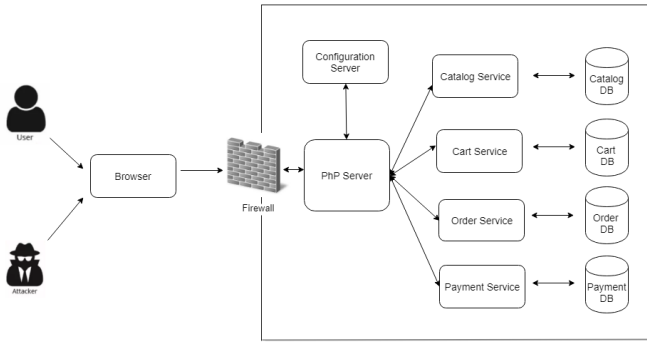 User
Attacker
Browser
Firewall
Configuration
Server
PhP Server
Catalog Service
Cart Service
Order Service
Payment Service
Catalog
DB
Cart
DB
Order
DB
Payment
DB